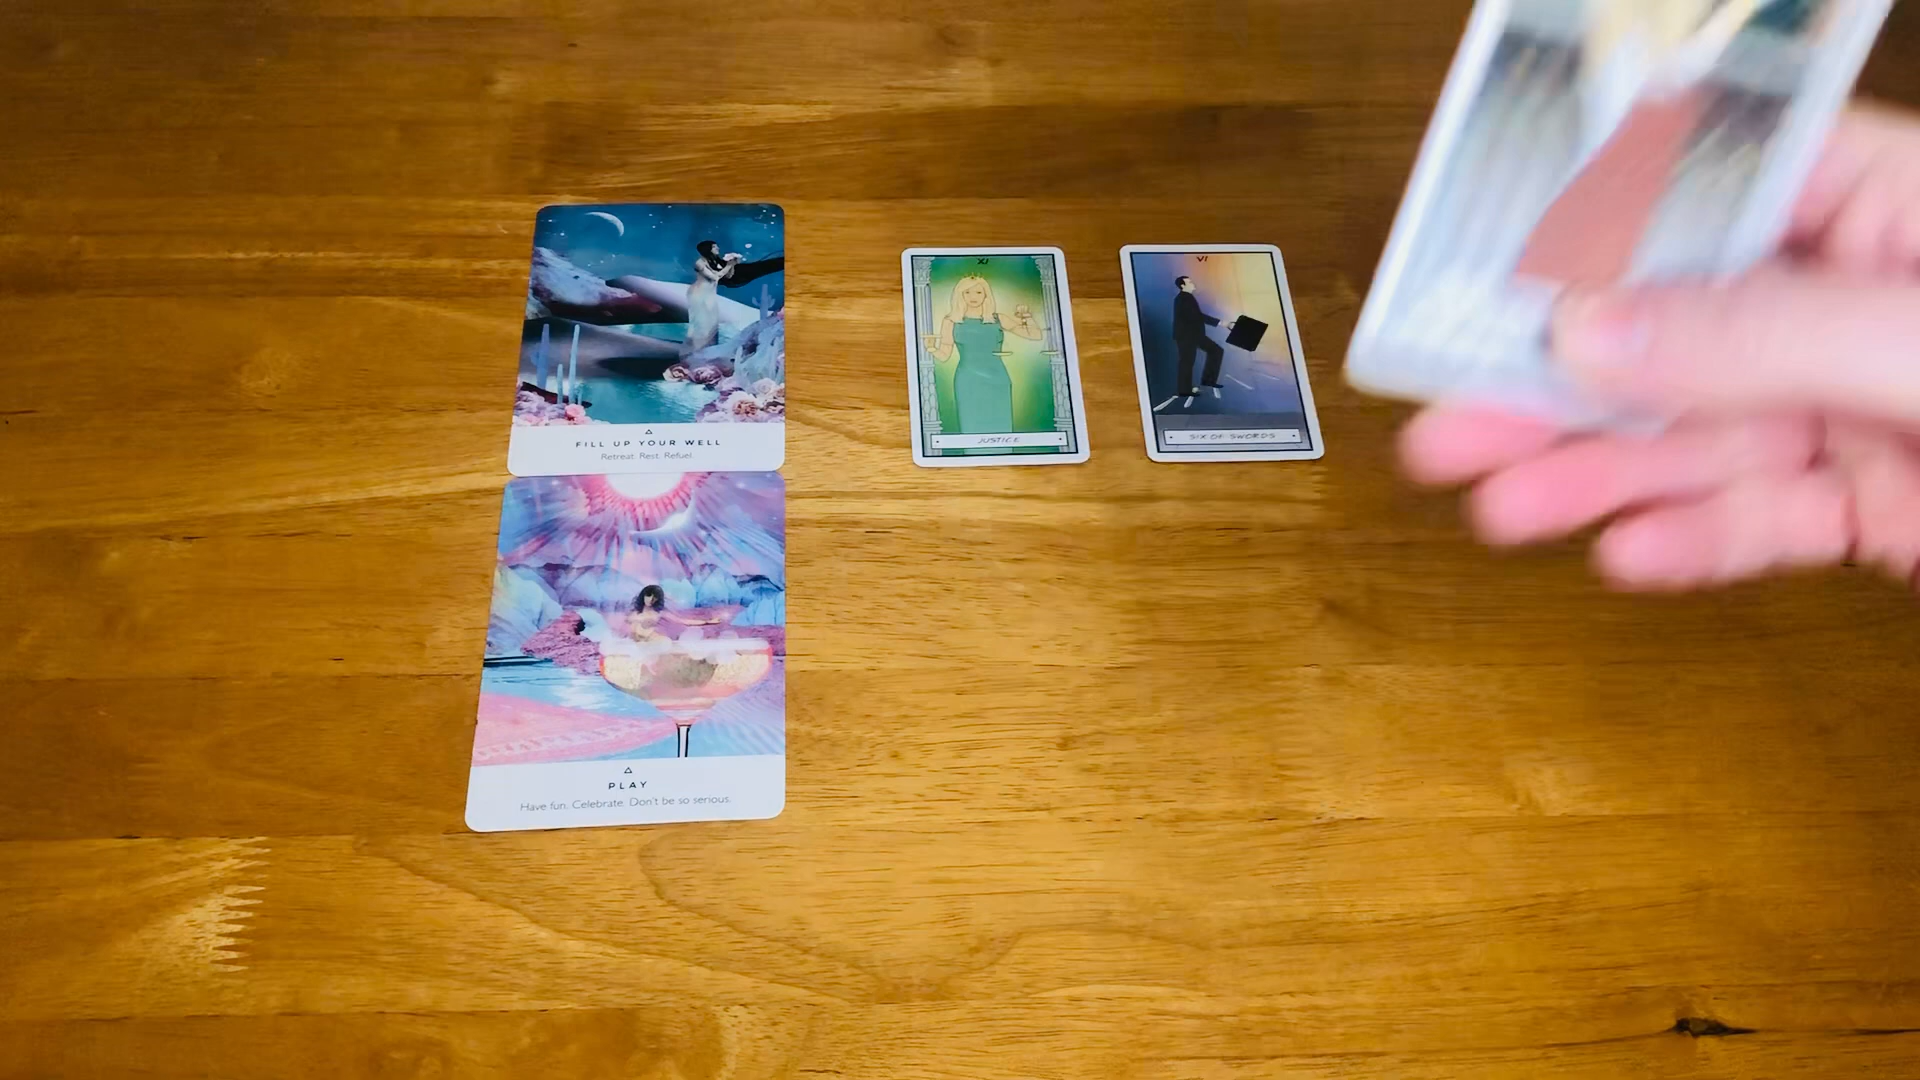 FILL UP YOUR WELL
Retreat. Rest. Refuel.
PLAY
Have fun. Celebrate. Don't be so serious.
XI
JUSTICE
VI
SIX OF SWORDS